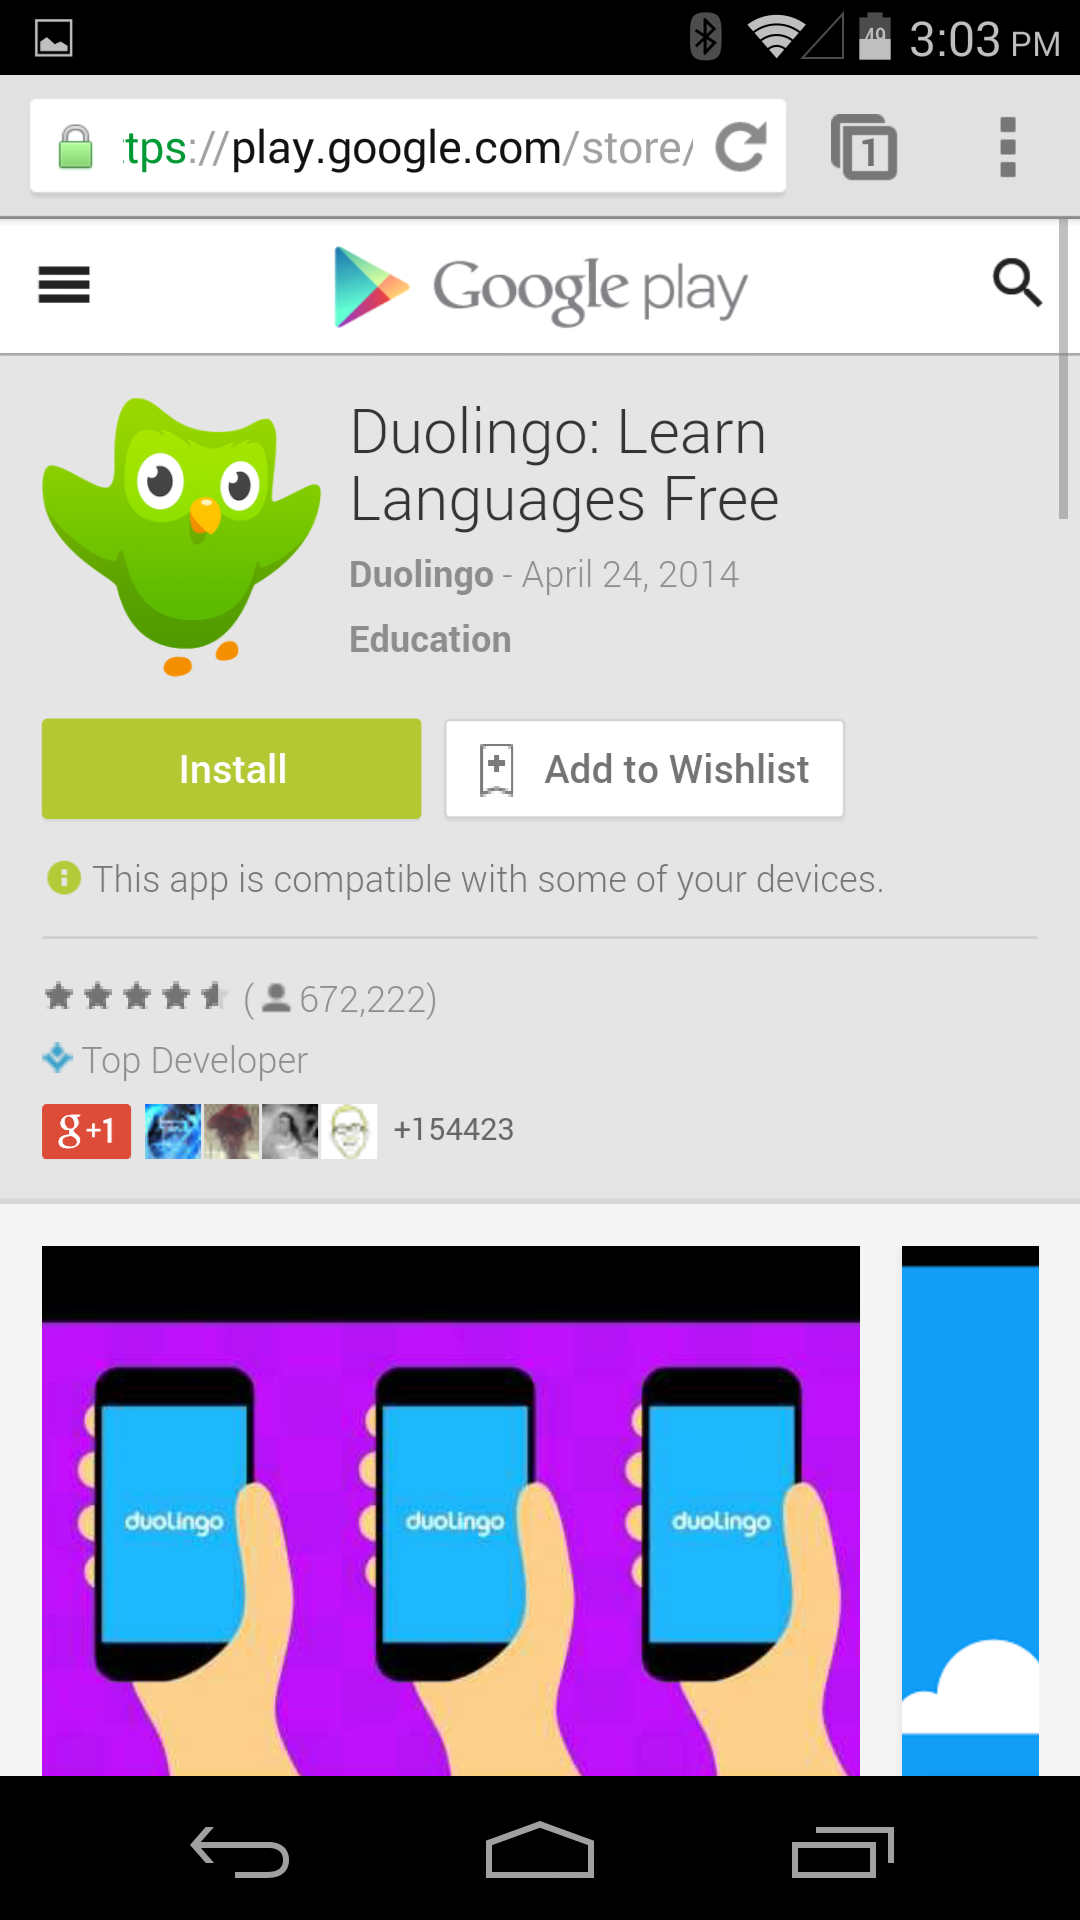 49 3:03 PM
tps://play.google.com/store/
1
Google play
Duolingo: Learn
Languages Free
Duolingo - April 24, 2014
Education
Install
Add to Wishlist
This app is compatible with some of your devices.
(672,222)
Top Developer
g+1 +154423
duolingo duolingo duolingo